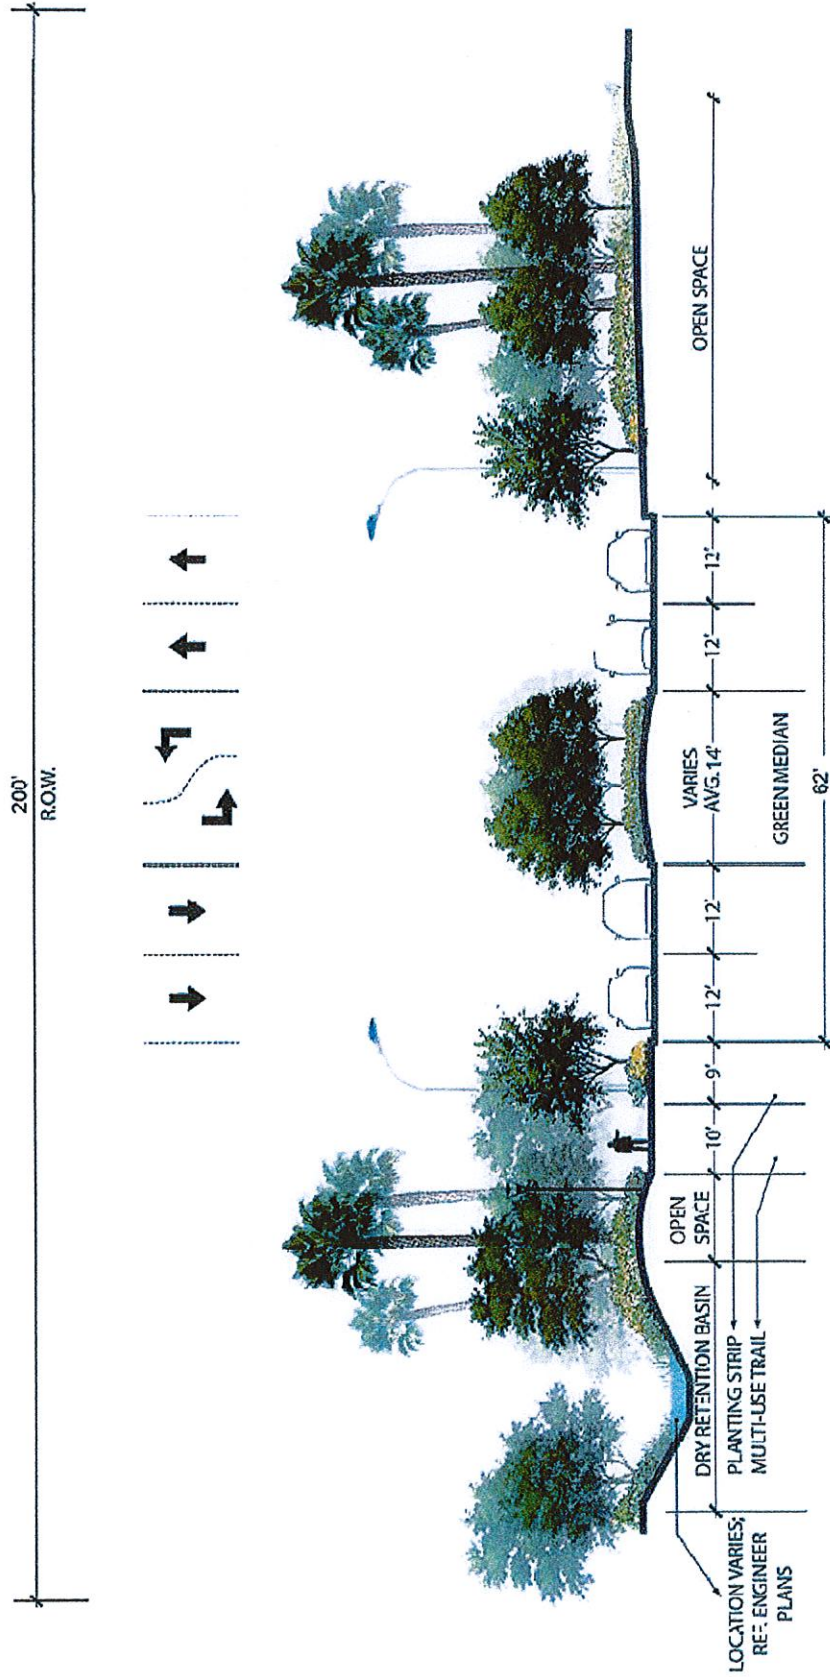 200'
R.O.W.
LOCATION VARIES;
REF. ENGINEER
PLANS
DRY RETENTION BASIN
OPEN
SPACE
10'
9'
12'
12'
VARIES
AVG. 14'
12'
12'
OPEN SPACE
PLANTING STRIP
MULTI-USE TRAIL
GREEN MEDIAN
62'